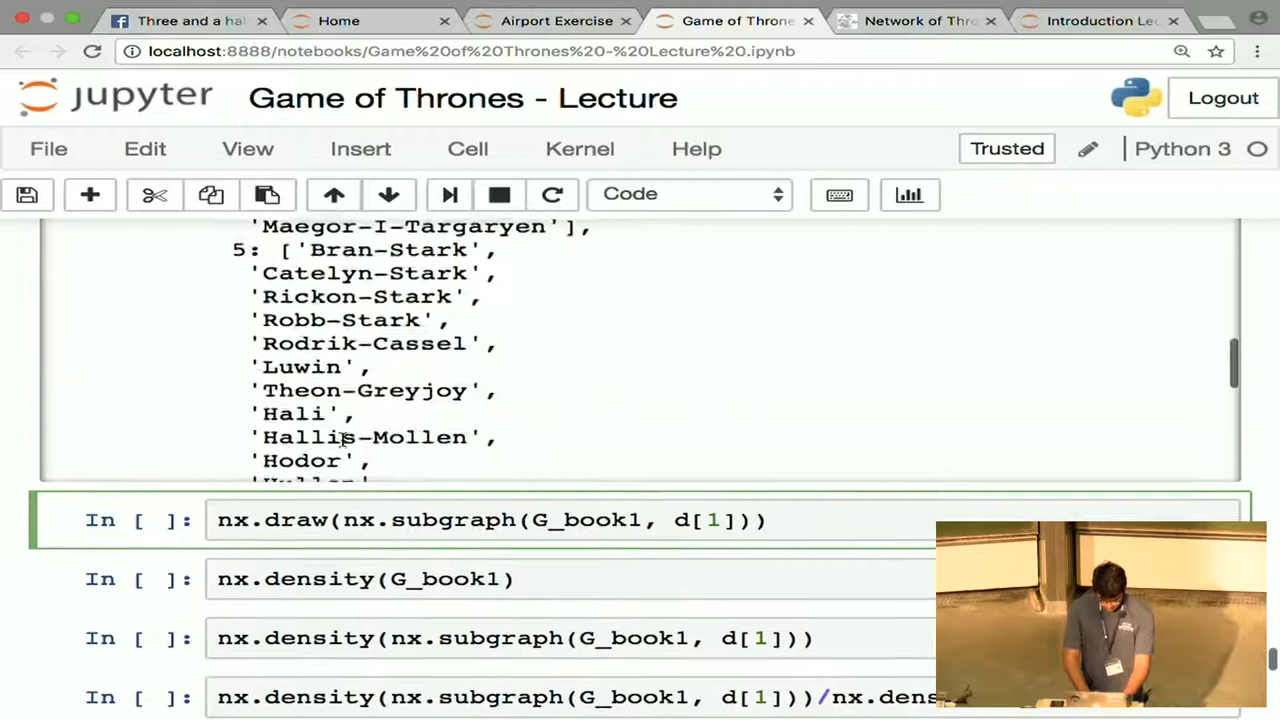 Three and a ha
Home
Airport Exercise
Game of Throne
Network of Thr
Introduction Le
localhost:8888/notebooks/Game%20of%20Thrones%20-%20Lecture%20.ipynb
jupyter Game of Thrones - Lecture Logout
File Edit View Insert Cell Kernel Help Trusted Python 3
Code
'Maegor-I-Targaryen'],
5: ['Bran-Stark',
'Catelyn-Stark',
'Rickon-Stark',
'Robb-Stark',
'Rodrik-Cassel',
'Luwin',
'Theon-Greyjoy',
'Hali',
'Hallis-Mollen',
'Hodor',
In [ ]: nx.draw(nx.subgraph(G_book1, d[1]))
In [ ]: nx.density(G_book1)
In [ ]: nx.density(nx.subgraph(G_book1, d[1]))
In [ ]: nx.density(nx.subgraph(G_book1, d[1]))/nx.dens